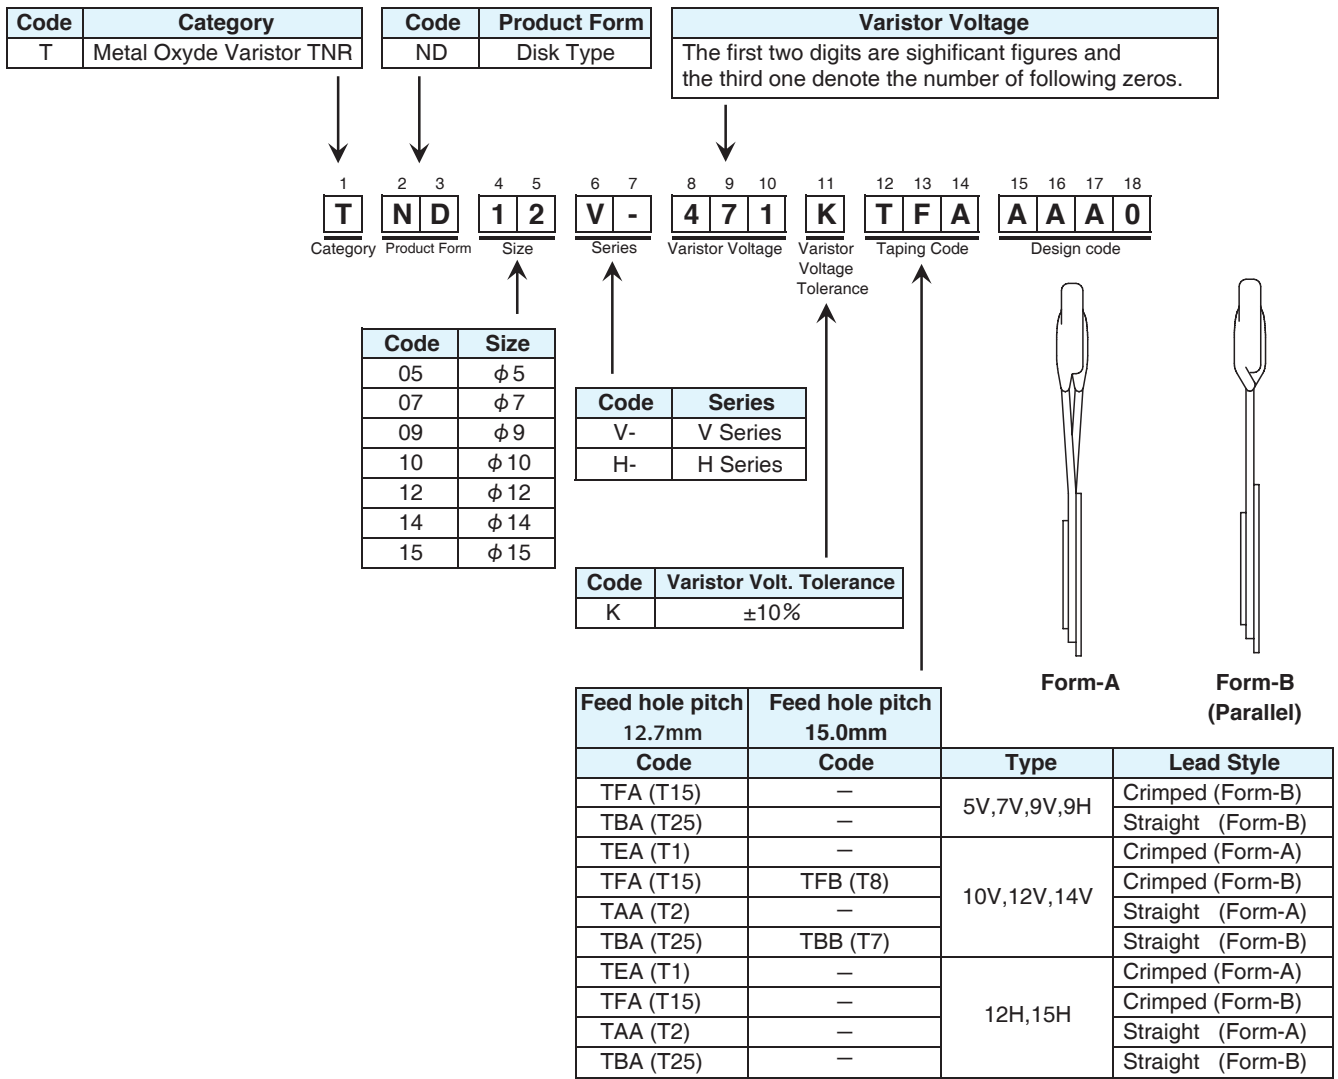 Code Category
T Metal Oxyde Varistor TNR
Code Product Form
ND Disk Type
Varistor Voltage
The first two digits are sighificant figures and
the third one denote the number of following zeros.
1 2 3 4 5 6 7 8 9 10 11 12 13 14 15 16 17 18
T N D 1 2 V - 4 7 1 K T F A A A A 0
Category Product Form Size Series Varistor Voltage Varistor Taping Code Design code
Voltage
Tolerance
Code Size
05 φ5
07 φ7
09 φ9
10 φ10
12 φ12
14 φ14
15 φ15
Code Series
V- V Series
H- H Series
Code Varistor Volt. Tolerance
K ±10%
Form-A
Form-B
(Parallel)
Feed hole pitch Feed hole pitch
12.7mm 15.0mm
Code Code Type Lead Style
TFA (T15) — 5V,7V,9V,9H Crimped (Form-B)
TBA (T25) — Straight (Form-B)
TEA (T1) — 10V,12V,14V Crimped (Form-A)
TFA (T15) TFB (T8) Crimped (Form-B)
TAA (T2) — Straight (Form-A)
TBA (T25) TBB (T7) Straight (Form-B)
TEA (T1) — 12H,15H Crimped (Form-A)
TFA (T15) — Crimped (Form-B)
TAA (T2) — Straight (Form-A)
TBA (T25) — Straight (Form-B)